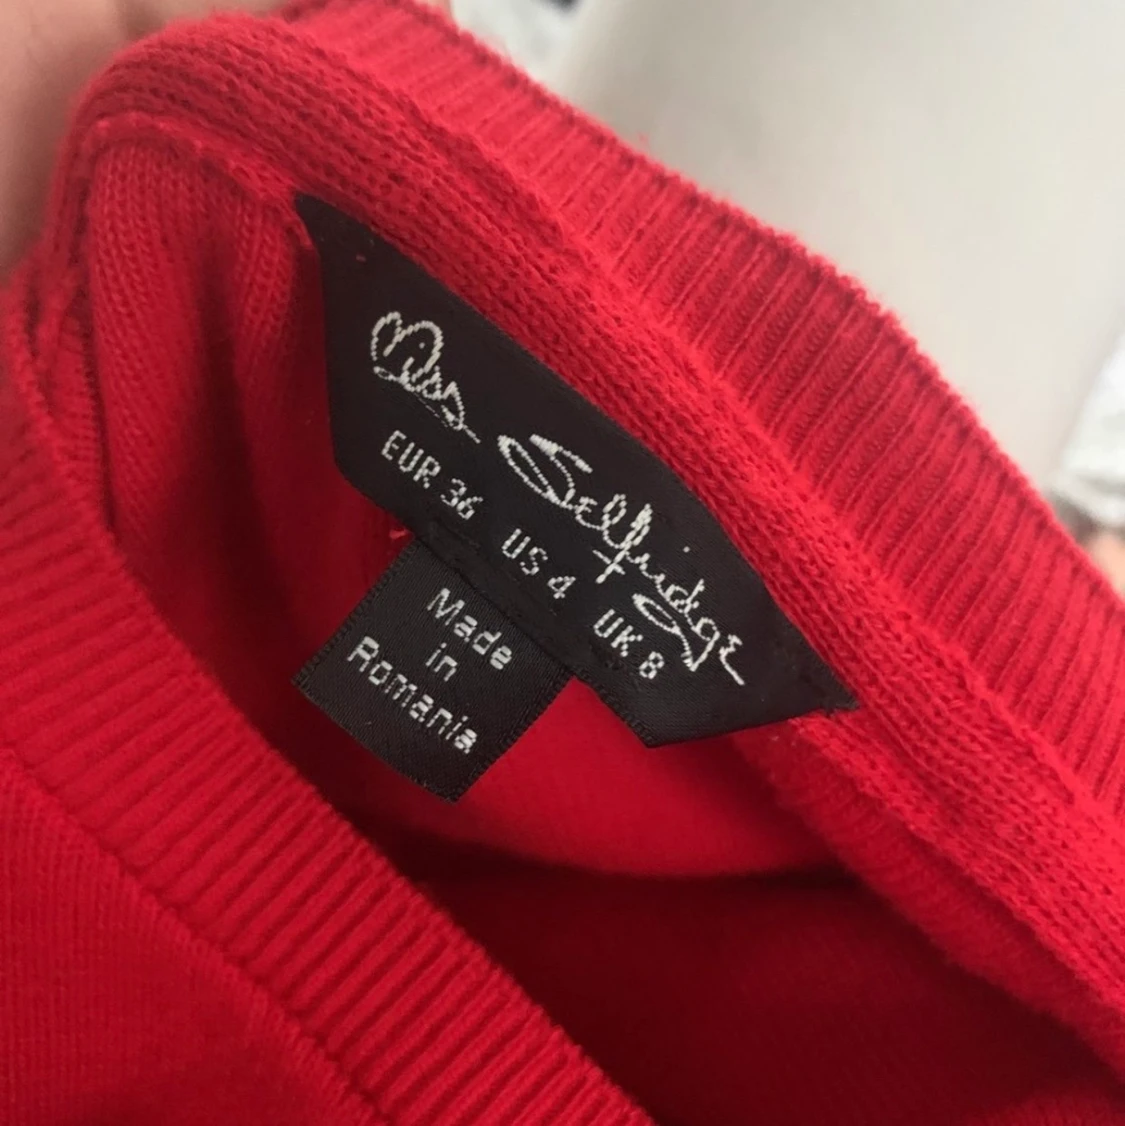 Miss Selfridge
EUR 36 US 4 UK 8
Made
in
Romania